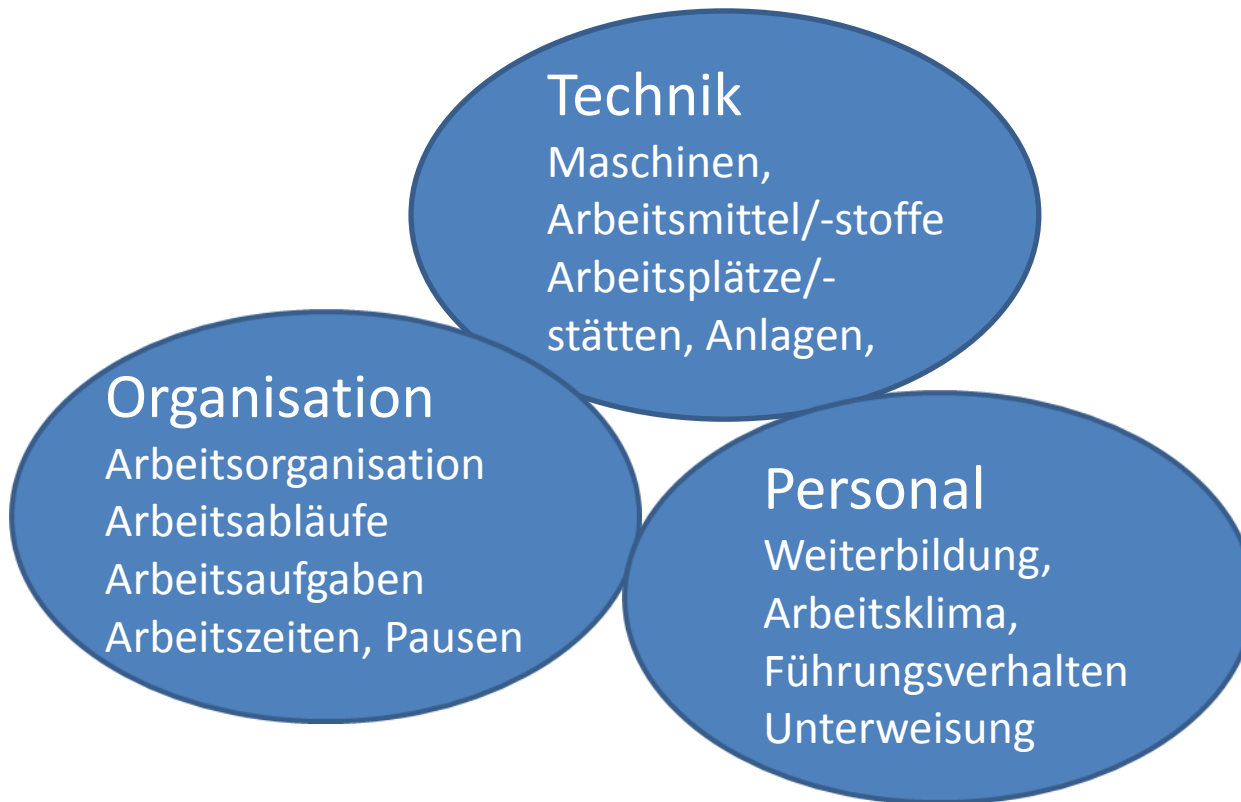 Technik
Maschinen,
Arbeitsmittel/-stoffe
Arbeitsplätze/-
stätten, Anlagen,
Organisation
Arbeitsorganisation
Arbeitsabläufe
Arbeitsaufgaben
Arbeitszeiten, Pausen
Personal
Weiterbildung,
Arbeitsklima,
Führungsverhalten
Unterweisung